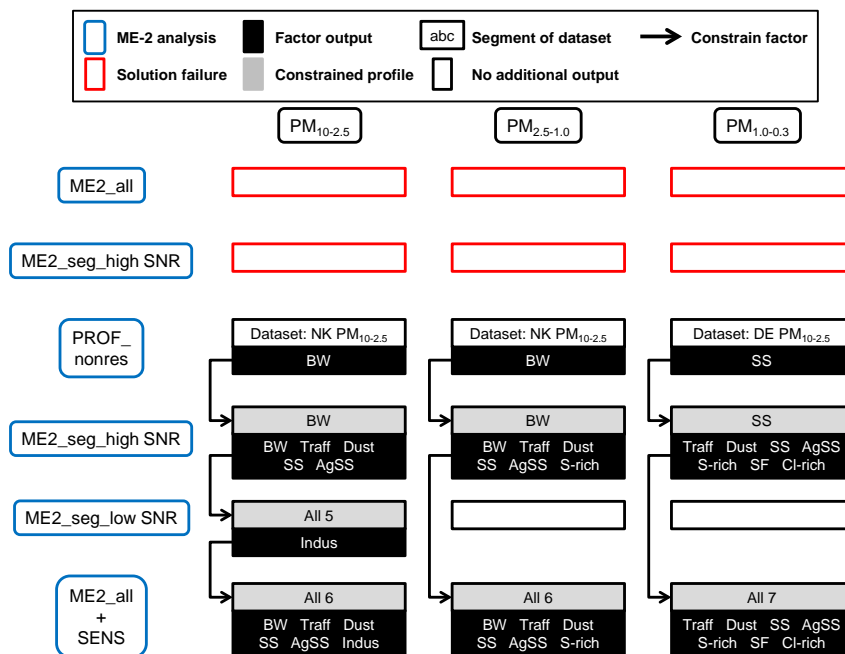 ME-2 analysis Factor output abc Segment of dataset Constrain factor
Solution failure Constrained profile No additional output
PM10-2.5 PM2.5-1.0 PM1.0-0.3
ME2_all
ME2_seg_high SNR
PROF_
nonres
Dataset: NK PM10-2.5 Dataset: NK PM10-2.5 Dataset: DE PM10-2.5
BW BW SS
ME2_seg_high SNR
BW BW SS
BW Traff Dust BW Traff Dust Traff Dust SS AgSS
SS AgSS SS AgSS S-rich S-rich SF Cl-rich
ME2_seg_low SNR
All 5
Indus
ME2_all
+
SENS
All 6 All 6 All 7
BW Traff Dust BW Traff Dust Traff Dust SS AgSS
SS AgSS Indus SS AgSS S-rich S-rich SF Cl-rich